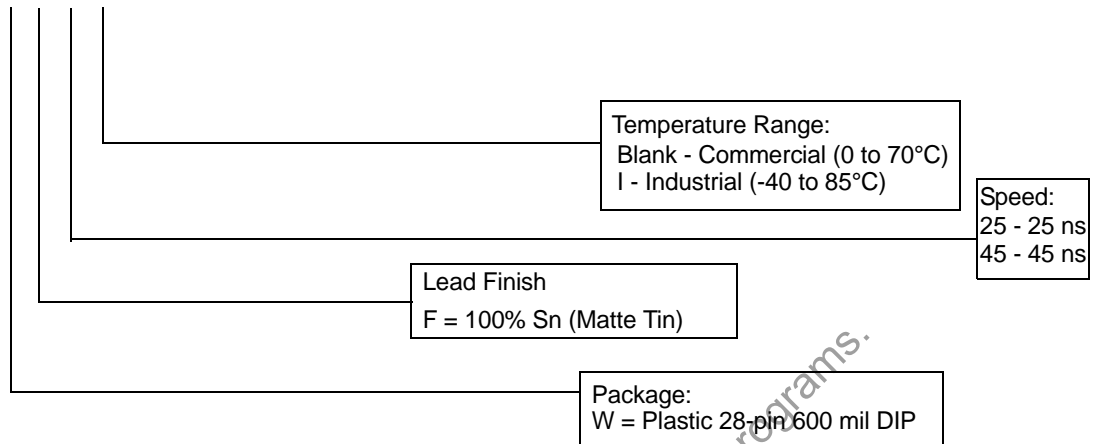 Temperature Range:
Blank - Commercial (0 to 70°C)
I - Industrial (-40 to 85°C)
Speed:
25 - 25 ns
45 - 45 ns
Lead Finish
F = 100% Sn (Matte Tin)
Package:
W = Plastic 28-pin 600 mil DIP